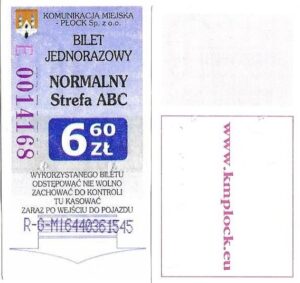 KOMUNIKACJA MIEJSKA
- PŁOCK Sp. z o.o.
BILET
JEDNORAZOWY
NORMALNY
Strefa ABC
6 60
ZŁ
WYKORZYSTANEGO BILETU
ODSTĘPOWAĆ NIE WOLNO
ZACHOWAĆ DO KONTROLI
TU KASOWAĆ
ZARAZ PO WEJŚCIU DO POJAZDU
R-G-M16440361545
E 0014168
www.kmplock.eu